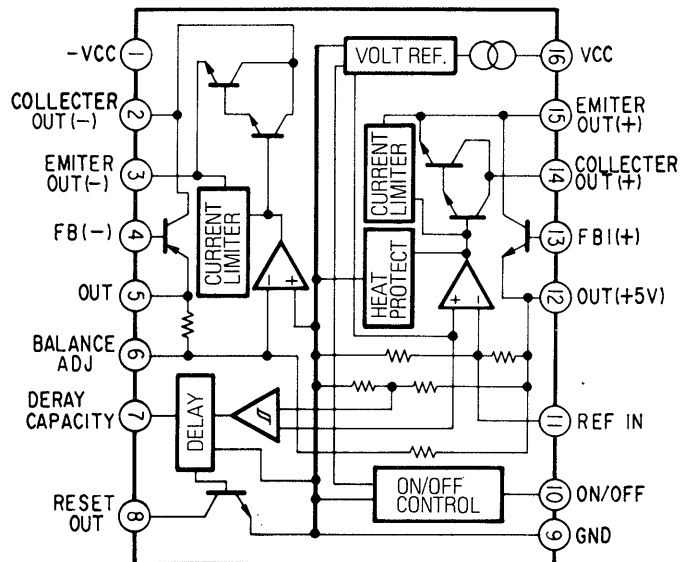 -VCC
1
COLLECTER
OUT(-)
2
EMITER
OUT(-)
3
FB(-)
4
OUT
5
BALANCE
ADJ
6
DERAY
CAPACITY
7
RESET
OUT
8
VOLT REF.
16
VCC
15
EMITER
OUT(+)
14
COLLECTER
OUT(+)
13
FB1(+)
12
OUT(+5V)
11
REF IN
10
ON/OFF
9
GND
CURRENT
LIMITER
- +
CURRENT
LIMITER
HEAT
PROTECT
+ -
DELAY
ON/OFF
CONTROL